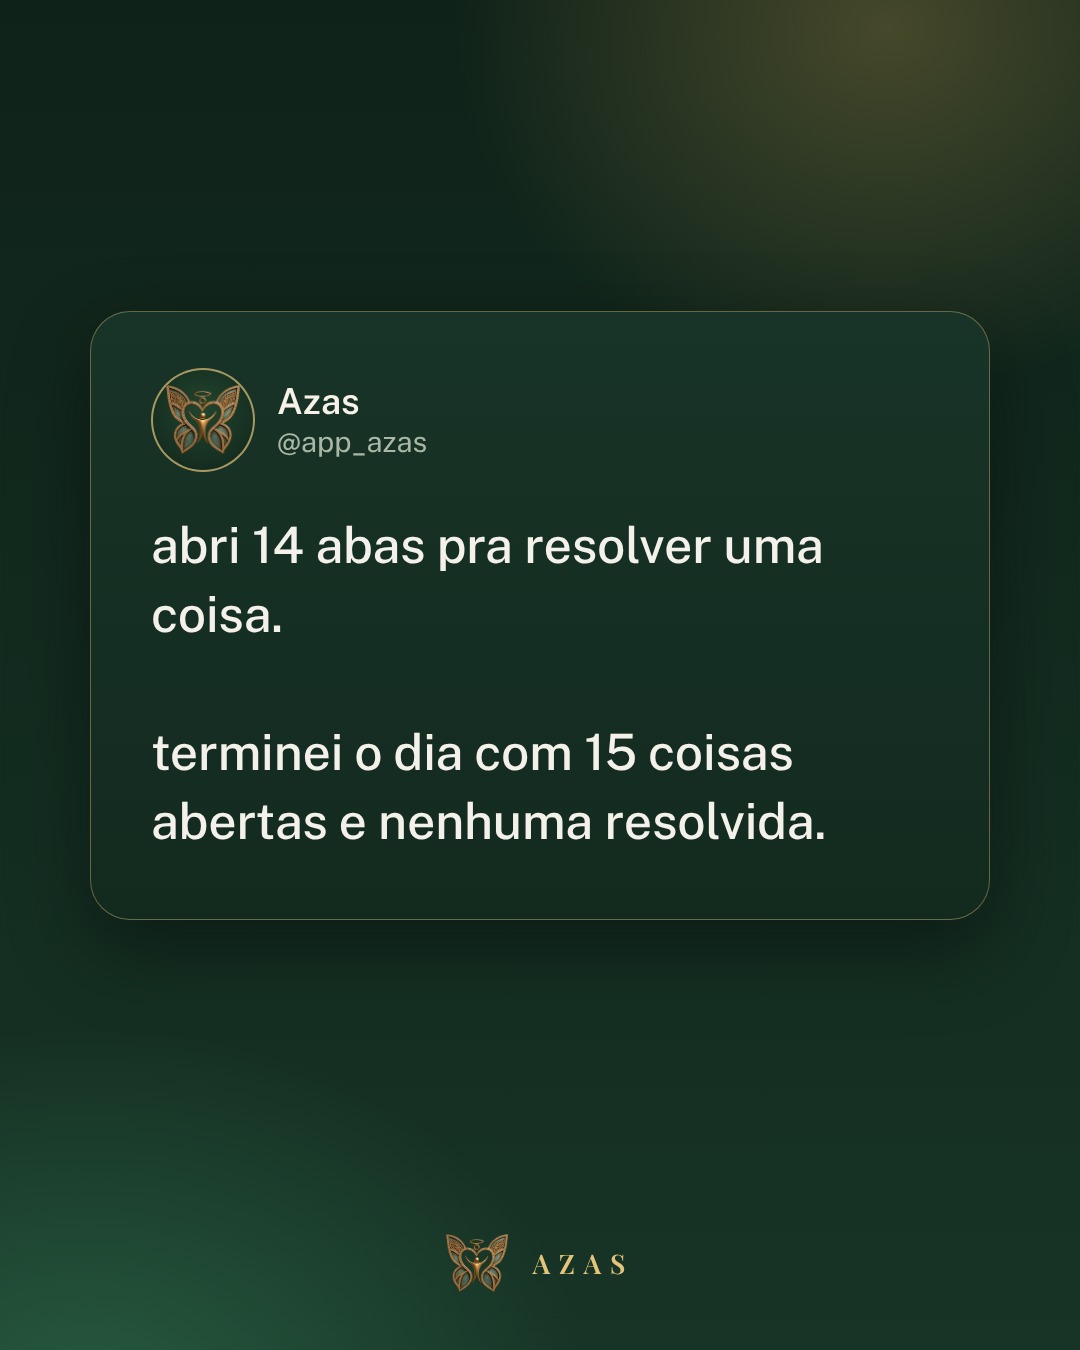 Azas
@app_azas
abri 14 abas pra resolver uma
coisa.
terminei o dia com 15 coisas
abertas e nenhuma resolvida.
AZAS